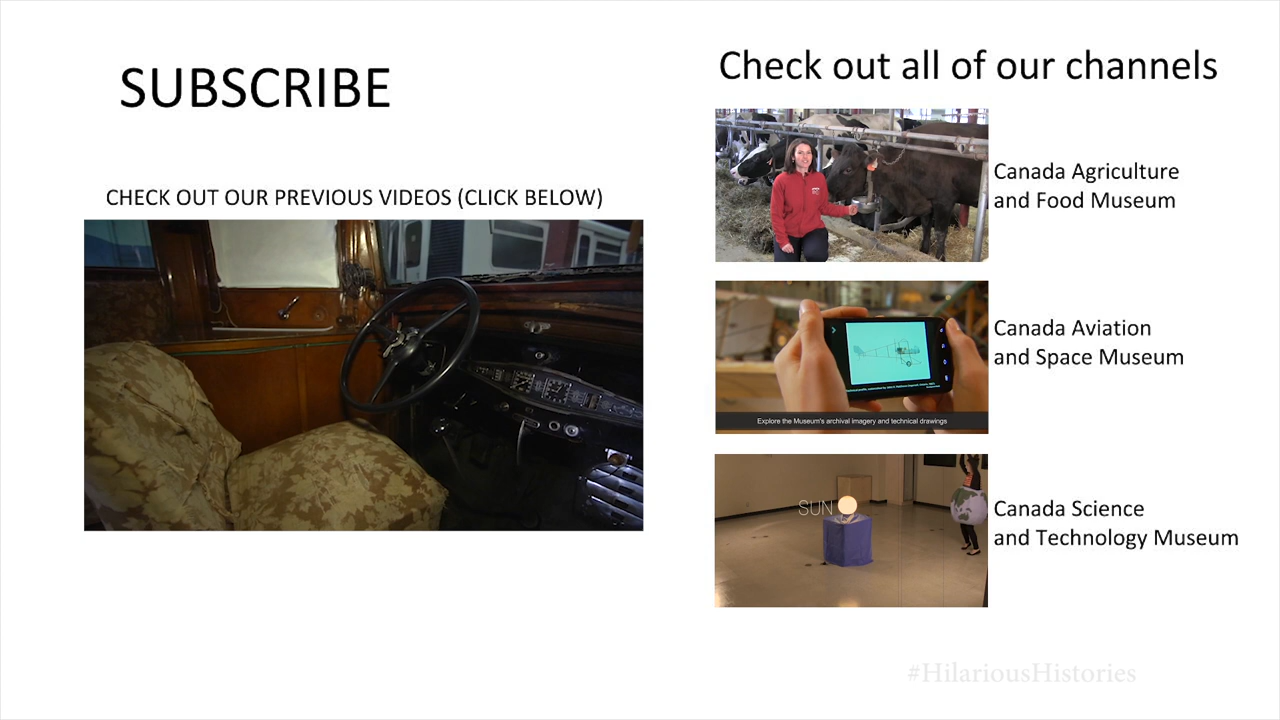 SUBSCRIBE
CHECK OUT OUR PREVIOUS VIDEOS (CLICK BELOW)
Check out all of our channels
Canada Agriculture
and Food Museum
Explore the Museum's archival imagery and technical drawings
Canada Aviation
and Space Museum
SUN
Canada Science
and Technology Museum
#HilariousHistories